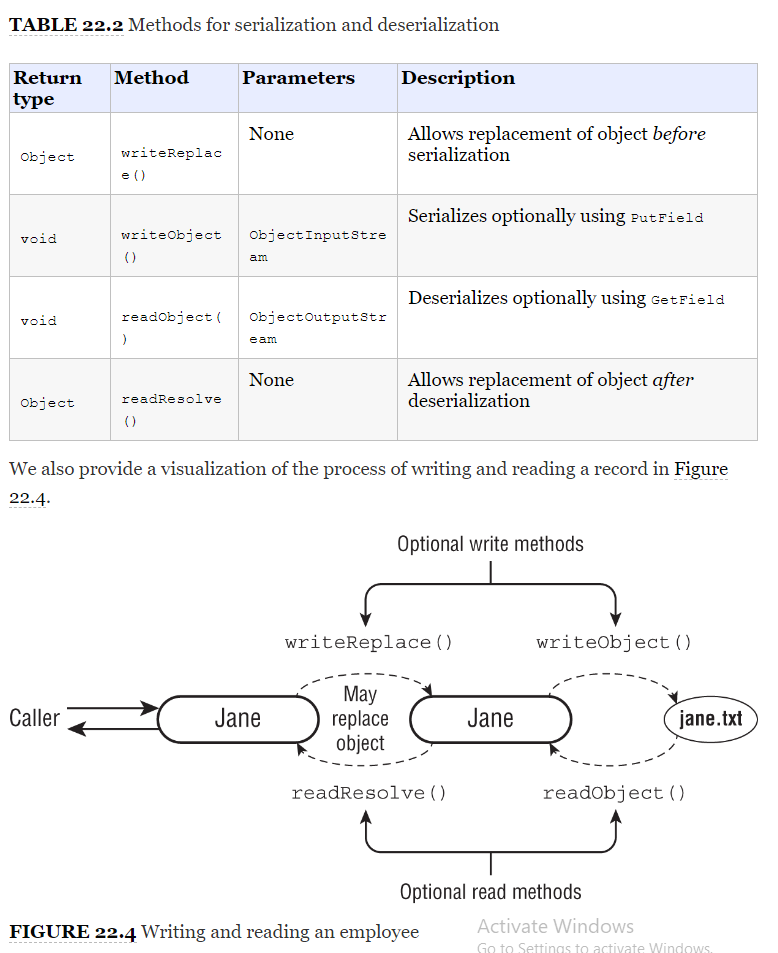 TABLE 22.2 Methods for serialization and deserialization
Return type Method Parameters Description
Object writeReplace() None Allows replacement of object before serialization
void writeObject() ObjectInputStream Serializes optionally using PutField
void readObject() ObjectOutputStream Deserializes optionally using GetField
Object readResolve() None Allows replacement of object after deserialization
We also provide a visualization of the process of writing and reading a record in Figure
22.4.
Optional write methods
writeReplace() writeObject()
Caller Jane May replace object Jane jane.txt
readResolve() readObject()
Optional read methods
FIGURE 22.4 Writing and reading an employee
Activate Windows
Go to Settings to activate Windows.